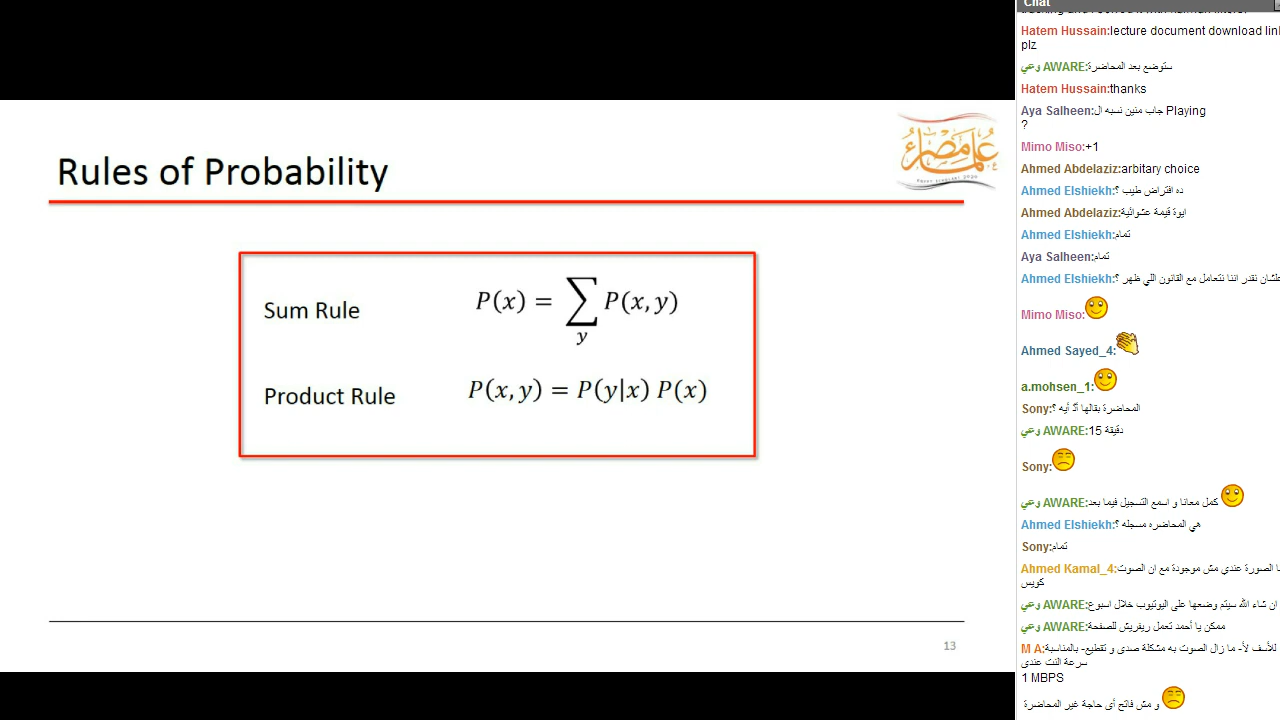 Rules of Probability
علماء مصر
Sum Rule
P(x) = ∑ P(x, y)
y
Product Rule
P(x, y) = P(y|x) P(x)
13
Chat
Hatem Hussain:lecture document download link
plz
وعي AWARE:ستوضع بعد المحاضرة
Hatem Hussain:thanks
Aya Salheen:جاب منين نسبه ال Playing
?
Mimo Miso:+1
Ahmed Abdelaziz:arbitary choice
Ahmed Elshiekh:ده افتراض طيب ؟
Ahmed Abdelaziz:ايوة قيمة عشوائية
Ahmed Elshiekh:تمام
Aya Salheen:تمام
Ahmed Elshiekh:علشان نقدر اننا نتعامل مع القانون اللي ظهر ؟
Mimo Miso:
Ahmed Sayed_4:
a.mohsen_1:
Sony:المحاضرة بقالها أد أيه ؟
وعي AWARE:15 دقيقة
Sony:
وعي AWARE:كمل معانا و اسمع التسجيل فيما بعد
Ahmed Elshiekh:هي المحاضره مسجله ؟
Sony:تمام
Ahmed Kamal_4:الصورة عندي مش موجودة مع ان الصوت
كويس
وعي AWARE:ان شاء الله سيتم وضعها على اليوتيوب خلال اسبوع
وعي AWARE:ممكن يا أحمد تعمل ريفريش للصفحة
M A:للأسف لأ- ما زال الصوت به مشكلة صدى و تقطيع- بالمناسبة
سرعة النت عندى
1 MBPS
و مش فاتح أى حاجة غير المحاضرة